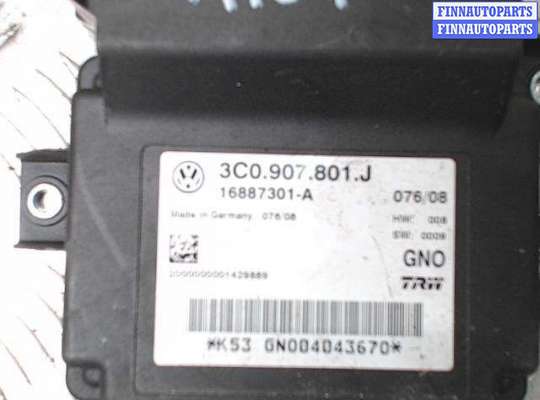 FINNAUTOPARTS
FINNAUTOPARTS
3C0.907.801.J
16887301-A
076/08
Made in Germany 076/08
HW: 008
SW: 0009
GNO
TRW
*K53 GN004043670*